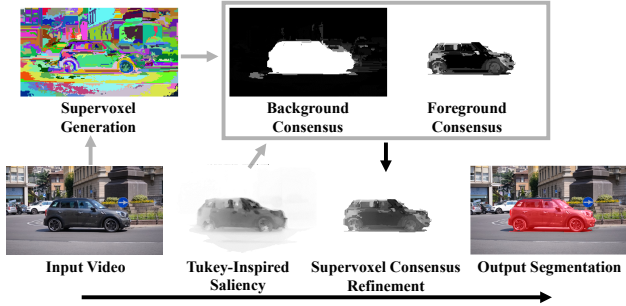 Supervoxel
Generation
Background
Consensus
Foreground
Consensus
Input Video
Tukey-Inspired
Saliency
Supervoxel Consensus
Refinement
Output Segmentation